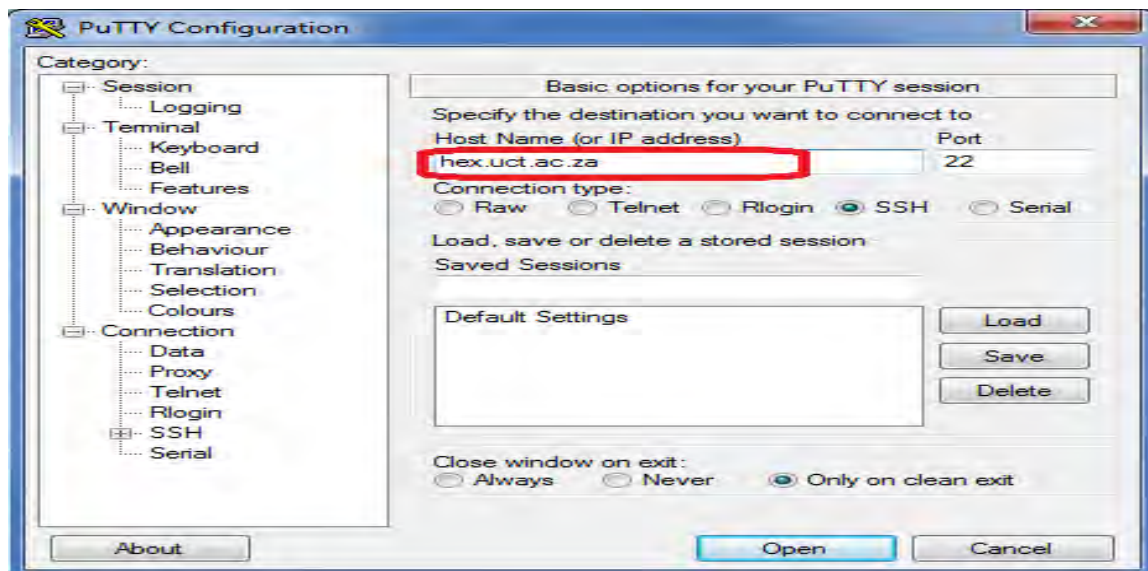 PuTTY Configuration
Category:
Session
Logging
Terminal
Keyboard
Bell
Features
Window
Appearance
Behaviour
Translation
Selection
Colours
Connection
Data
Proxy
Telnet
Rlogin
SSH
Serial
Basic options for your PuTTY session
Specify the destination you want to connect to
Host Name (or IP address) Port
hex.uct.ac.za 22
Connection type:
Raw Telnet Rlogin SSH Serial
Load, save or delete a stored session
Saved Sessions
Default Settings
Load
Save
Delete
Close window on exit:
Always Never Only on clean exit
About Open Cancel